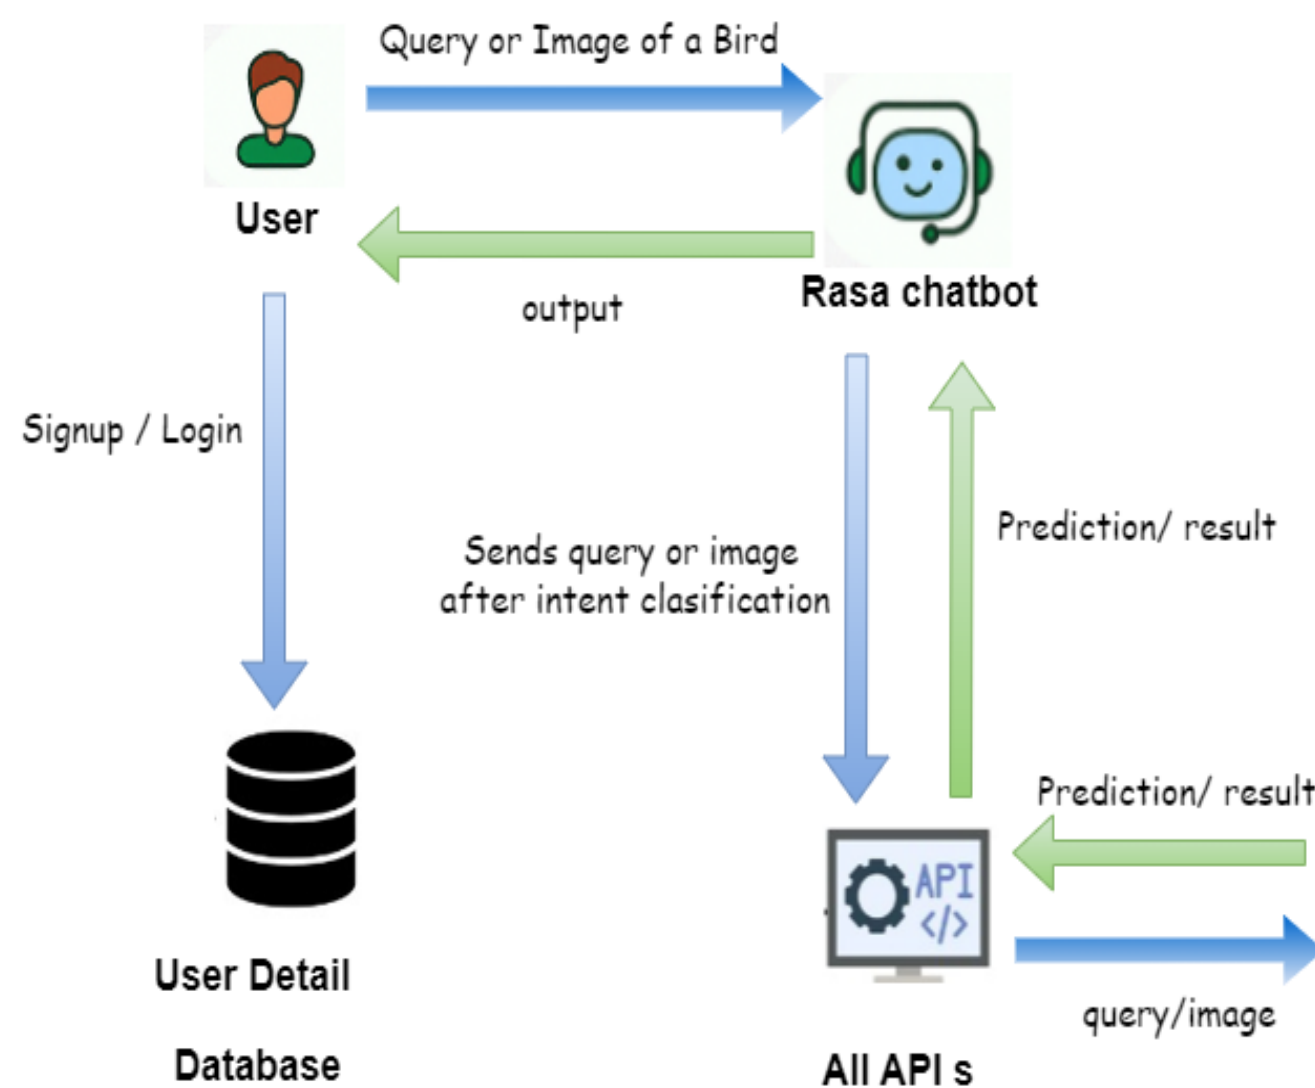 Query or Image of a Bird
User
output
Rasa chatbot
Signup / Login
Sends query or image
after intent clasification
Prediction/ result
Prediction/ result
API
</>
query/image
User Detail
Database
All API s